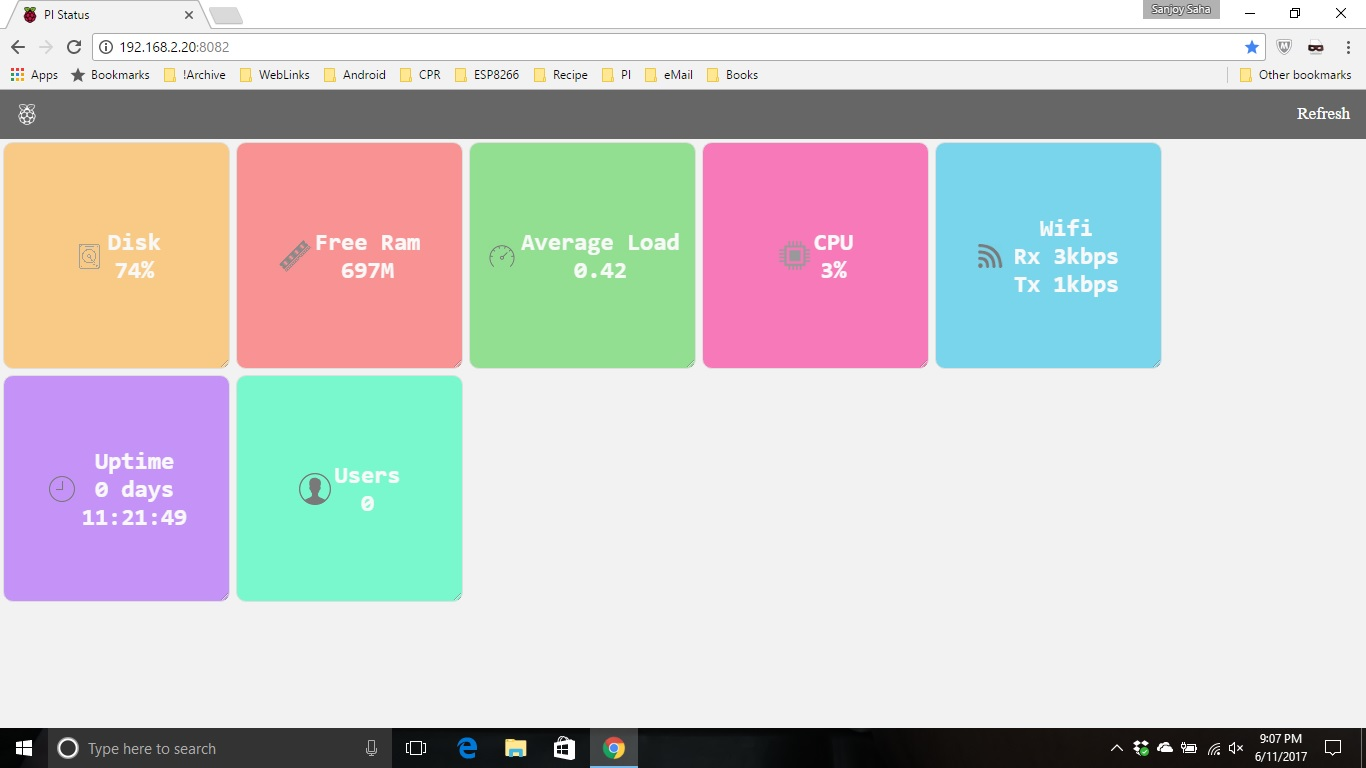 PI Status
Sanjoy Saha
192.168.2.20:8082
Apps
Bookmarks
!Archive
WebLinks
Android
CPR
ESP8266
Recipe
PI
eMail
Books
Other bookmarks
Refresh
Disk
74%
Free Ram
697M
Average Load
0.42
CPU
3%
Wifi
Rx 3kbps
Tx 1kbps
Uptime
0 days
11:21:49
Users
0
Type here to search
9:07 PM
6/11/2017